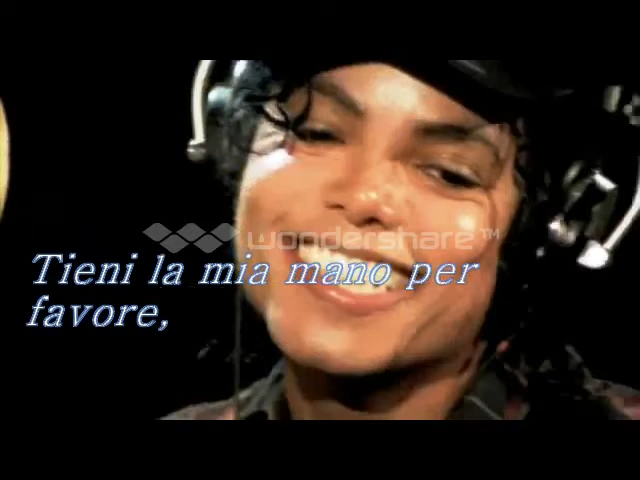 wondershare™
Tieni la mia mano per
favore,